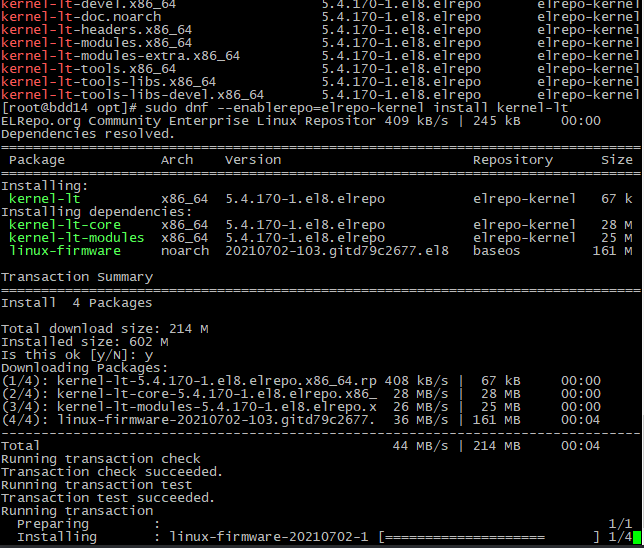 kernel-lt-devel.x86_64 5.4.170-1.el8.elrepo elrepo-kernel
kernel-lt-doc.noarch 5.4.170-1.el8.elrepo elrepo-kernel
kernel-lt-headers.x86_64 5.4.170-1.el8.elrepo elrepo-kernel
kernel-lt-modules.x86_64 5.4.170-1.el8.elrepo elrepo-kernel
kernel-lt-modules-extra.x86_64 5.4.170-1.el8.elrepo elrepo-kernel
kernel-lt-tools.x86_64 5.4.170-1.el8.elrepo elrepo-kernel
kernel-lt-tools-libs.x86_64 5.4.170-1.el8.elrepo elrepo-kernel
kernel-lt-tools-libs-devel.x86_64 5.4.170-1.el8.elrepo elrepo-kernel
[root@bdd14 opt]# sudo dnf --enablerepo=elrepo-kernel install kernel-lt
ELRepo.org Community Enterprise Linux Repositor 409 kB/s | 245 kB 00:00
Dependencies resolved.
================================================================================
Package Arch Version Repository Size
================================================================================
Installing:
kernel-lt x86_64 5.4.170-1.el8.elrepo elrepo-kernel 67 k
Installing dependencies:
kernel-lt-core x86_64 5.4.170-1.el8.elrepo elrepo-kernel 28 M
kernel-lt-modules x86_64 5.4.170-1.el8.elrepo elrepo-kernel 25 M
linux-firmware noarch 20210702-103.gitd79c2677.el8 baseos 161 M
Transaction Summary
================================================================================
Install 4 Packages
Total download size: 214 M
Installed size: 602 M
Is this ok [y/N]: y
Downloading Packages:
(1/4): kernel-lt-5.4.170-1.el8.elrepo.x86_64.rp 408 kB/s | 67 kB 00:00
(2/4): kernel-lt-core-5.4.170-1.el8.elrepo.x86_ 28 MB/s | 28 MB 00:00
(3/4): kernel-lt-modules-5.4.170-1.el8.elrepo.x 26 MB/s | 25 MB 00:00
(4/4): linux-firmware-20210702-103.gitd79c2677. 36 MB/s | 161 MB 00:04
--------------------------------------------------------------------------------
Total 44 MB/s | 214 MB 00:04
Running transaction check
Transaction check succeeded.
Running transaction test
Transaction test succeeded.
Running transaction
Preparing : 1/1
Installing : linux-firmware-20210702-1 [==================== ] 1/4